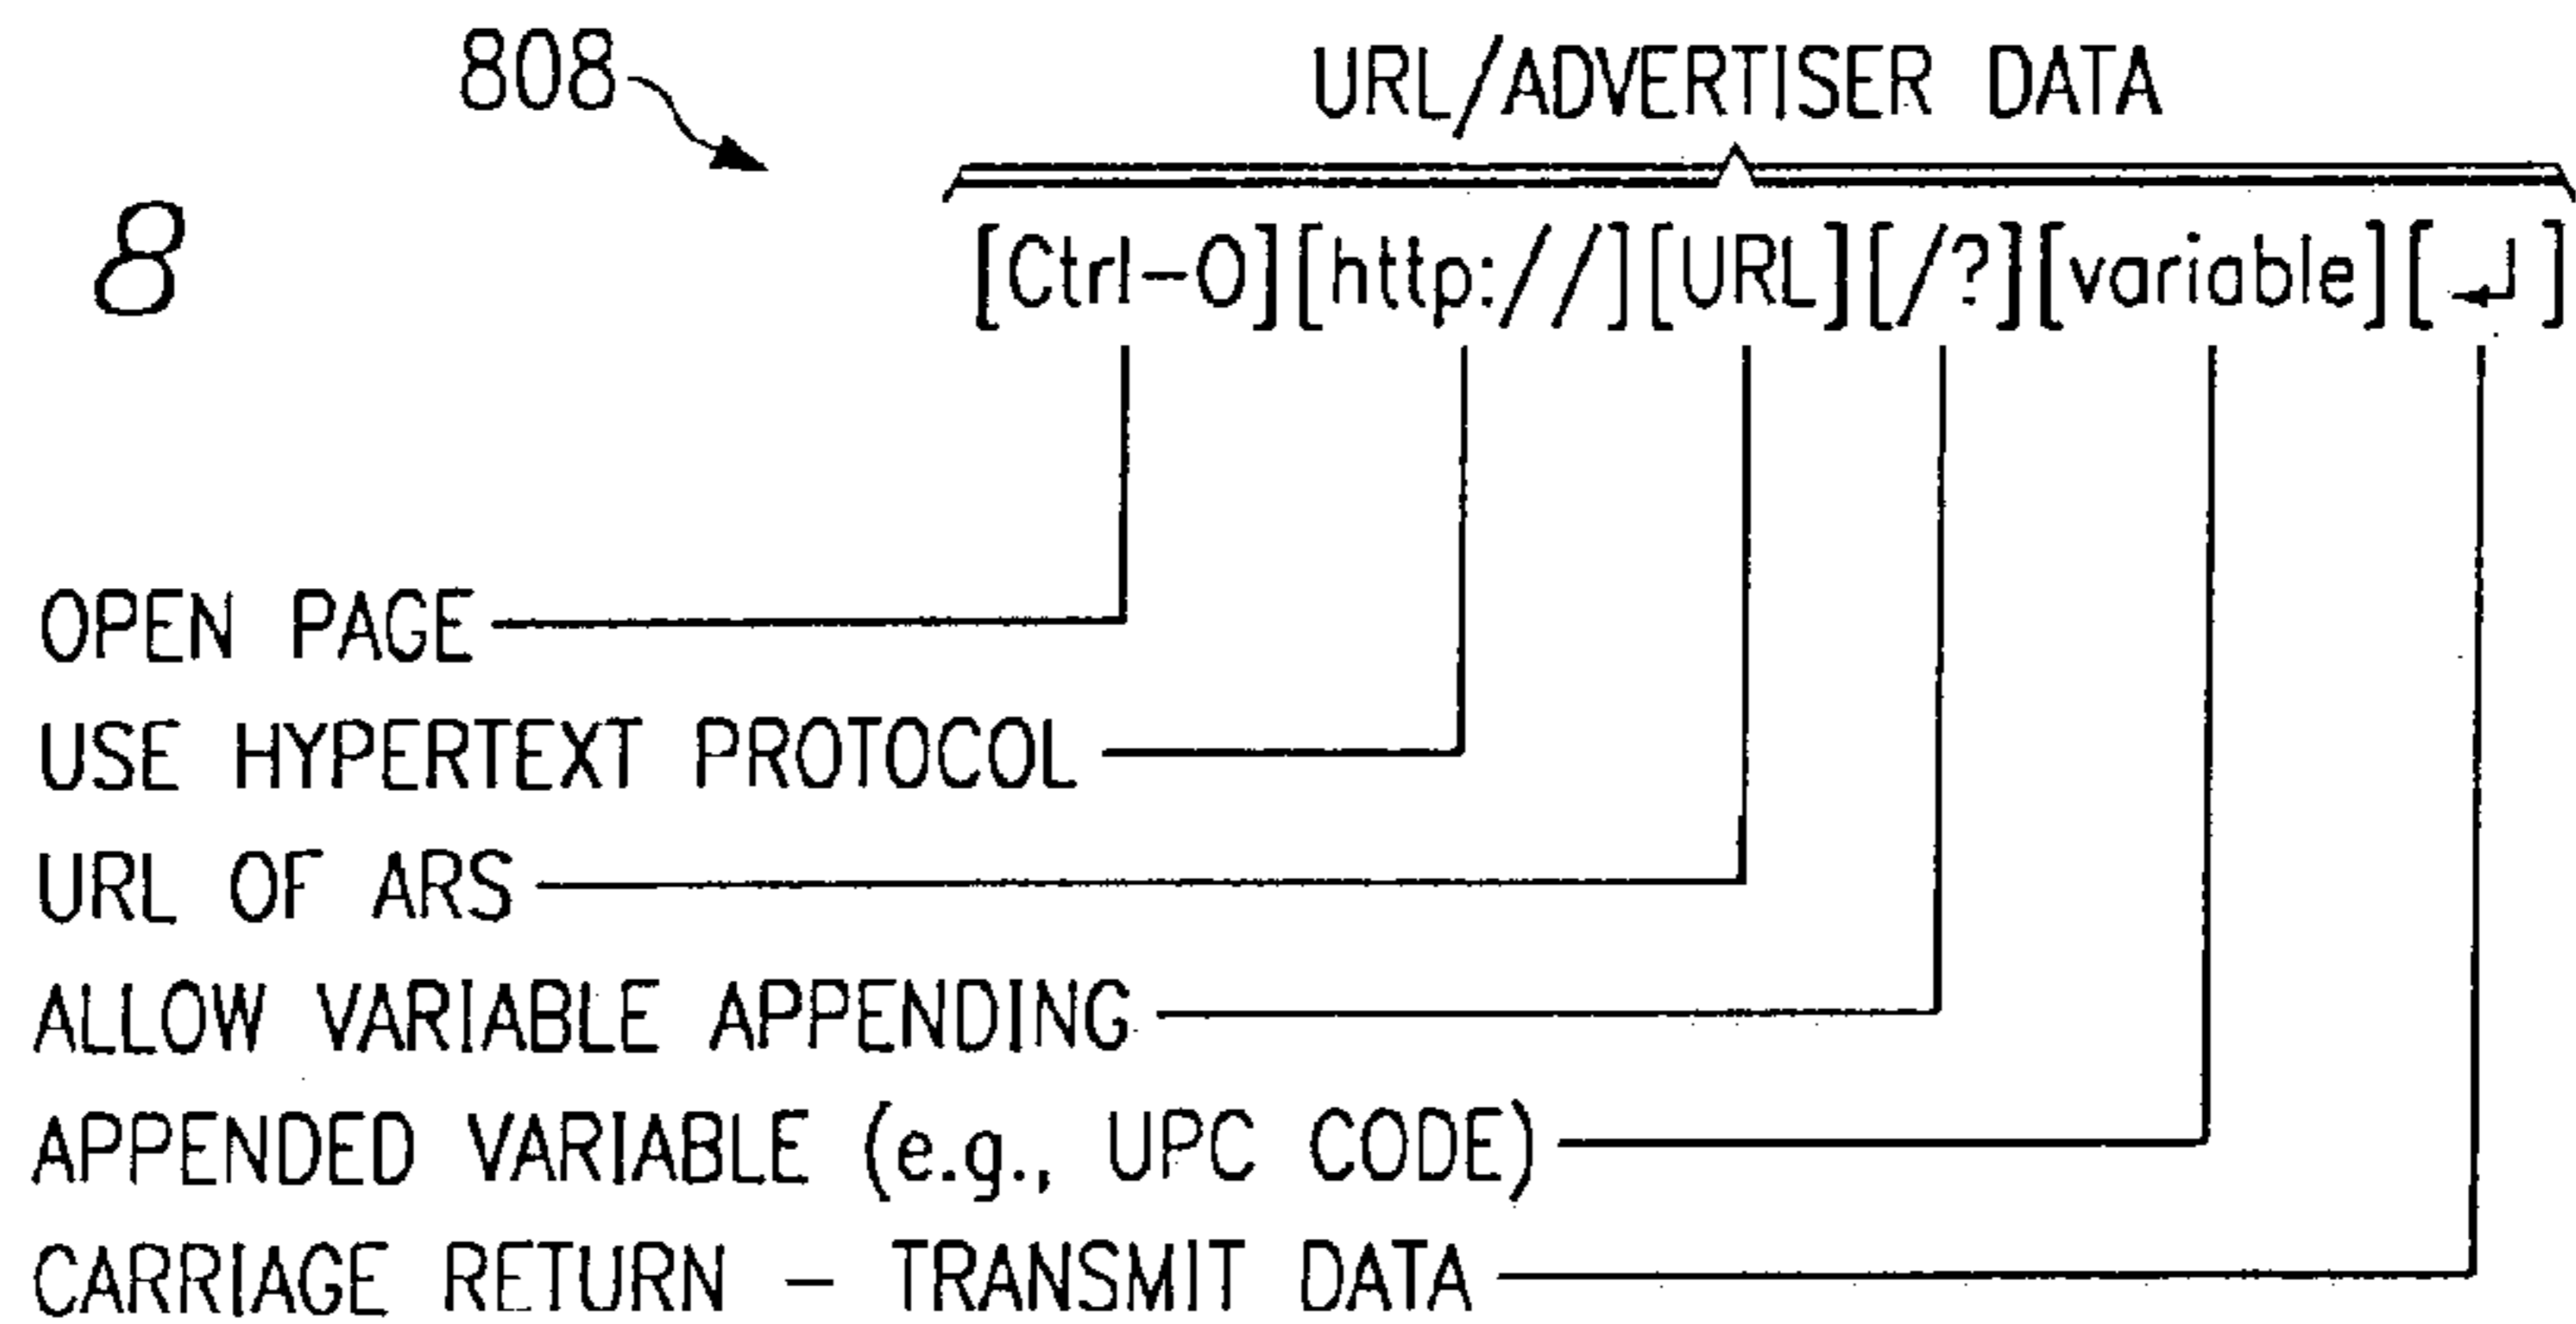 808
URL/ADVERTISER DATA
8
[Ctrl-O][http://][URL][/?][variable][↵]
OPEN PAGE
USE HYPERTEXT PROTOCOL
URL OF ARS
ALLOW VARIABLE APPENDING
APPENDED VARIABLE (e.g., UPC CODE)
CARRIAGE RETURN - TRANSMIT DATA